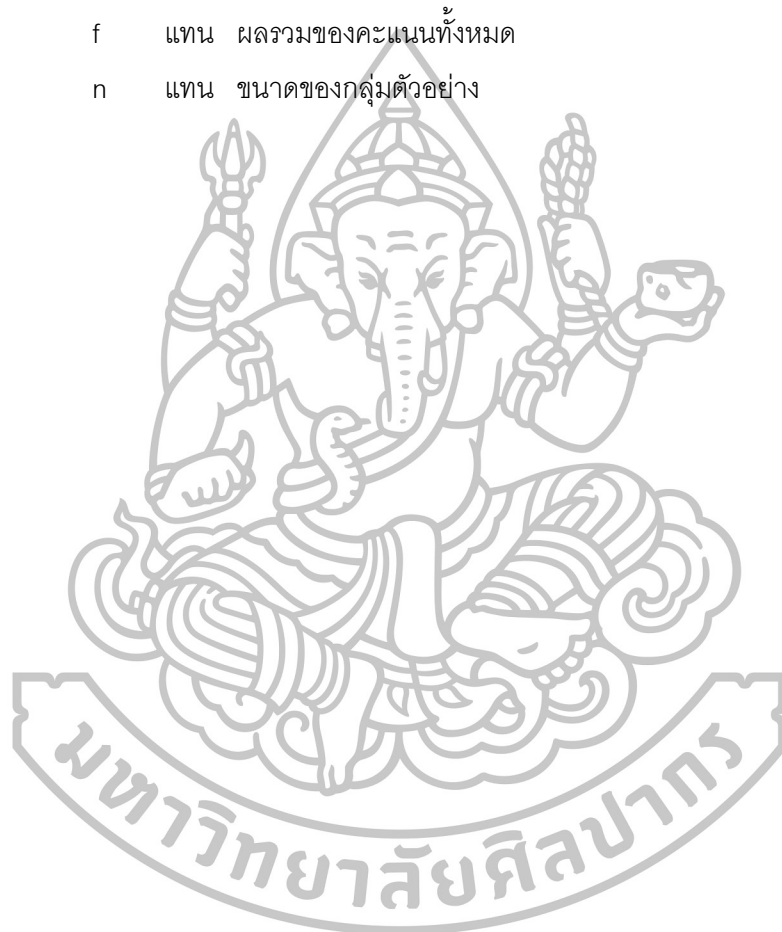 f แทน ผลรวมของคะแนนทั้งหมด
n แทน ขนาดของกลุ่มตัวอย่าง
มหาวิทยาลัยศิลปากร